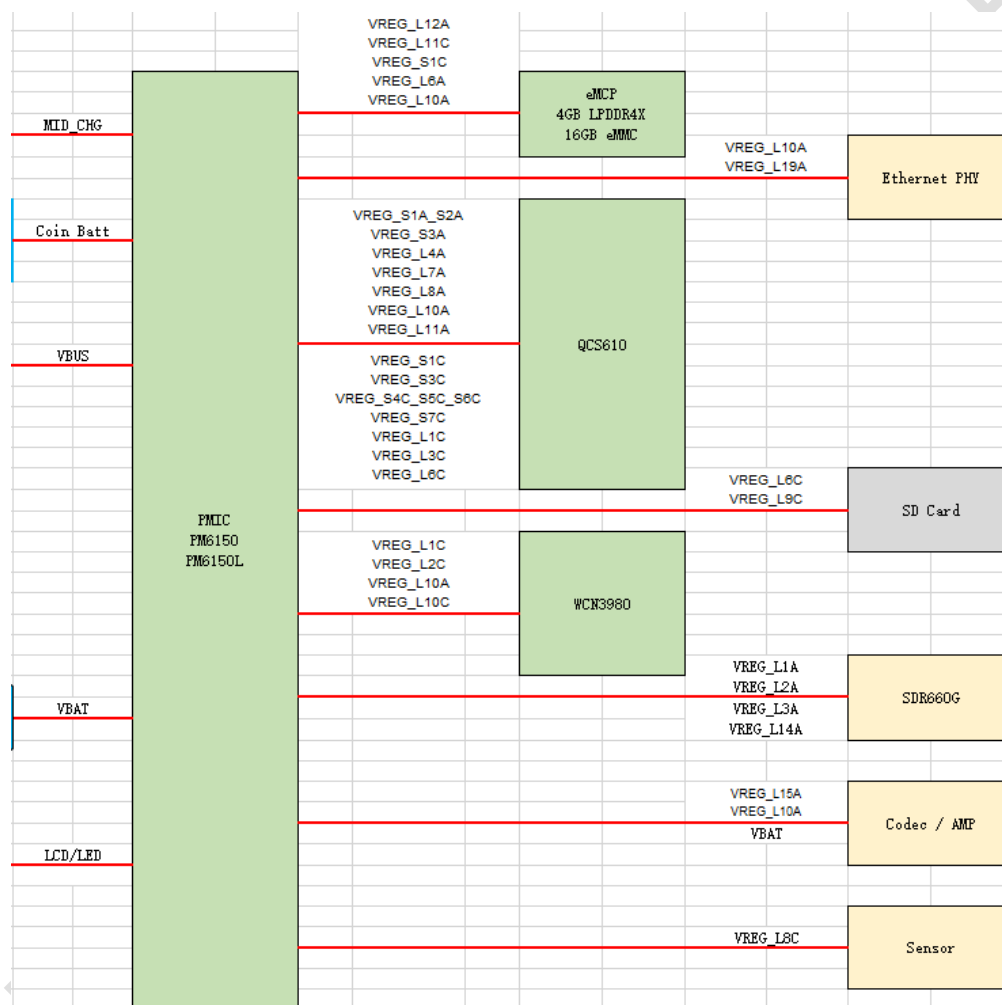 VREG_L12A
VREG_L11C
VREG_S1C
VREG_L6A
VREG_L10A
eMCP
4GB LPDDR4X
16GB eMMC
MID_CHG
VREG_L10A
VREG_L19A
Ethernet PHY
Coin Batt
VREG_S1A_S2A
VREG_S3A
VREG_L4A
VREG_L7A
VREG_L8A
VREG_L10A
VREG_L11A
QCS610
VBUS
VREG_S1C
VREG_S3C
VREG_S4C_S5C_S6C
VREG_S7C
VREG_L1C
VREG_L3C
VREG_L6C
VREG_L6C
VREG_L9C
SD Card
PMIC
PM6150
PM6150L
VREG_L1C
VREG_L2C
VREG_L10A
VREG_L10C
WCN3980
VREG_L1A
VREG_L2A
VREG_L3A
VREG_L14A
SDR660G
VBAT
VREG_L15A
VREG_L10A
VBAT
Codec / AMP
LCD/LED
VREG_L8C
Sensor